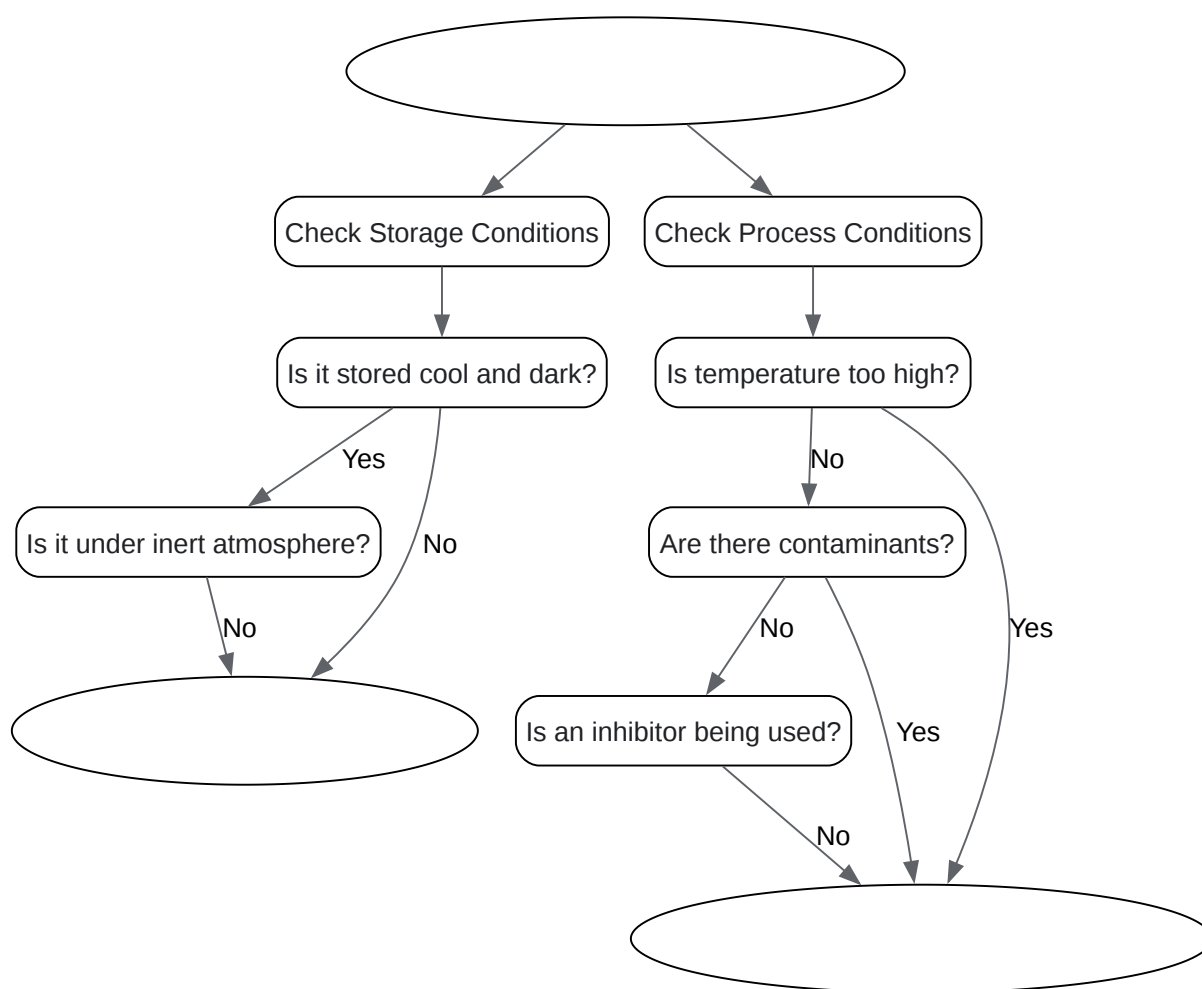 Check Storage Conditions
Check Process Conditions
Is it stored cool and dark?
Is temperature too high?
Yes
No
Is it under inert atmosphere?
No
Are there contaminants?
No
No
Yes
Is an inhibitor being used?
Yes
No